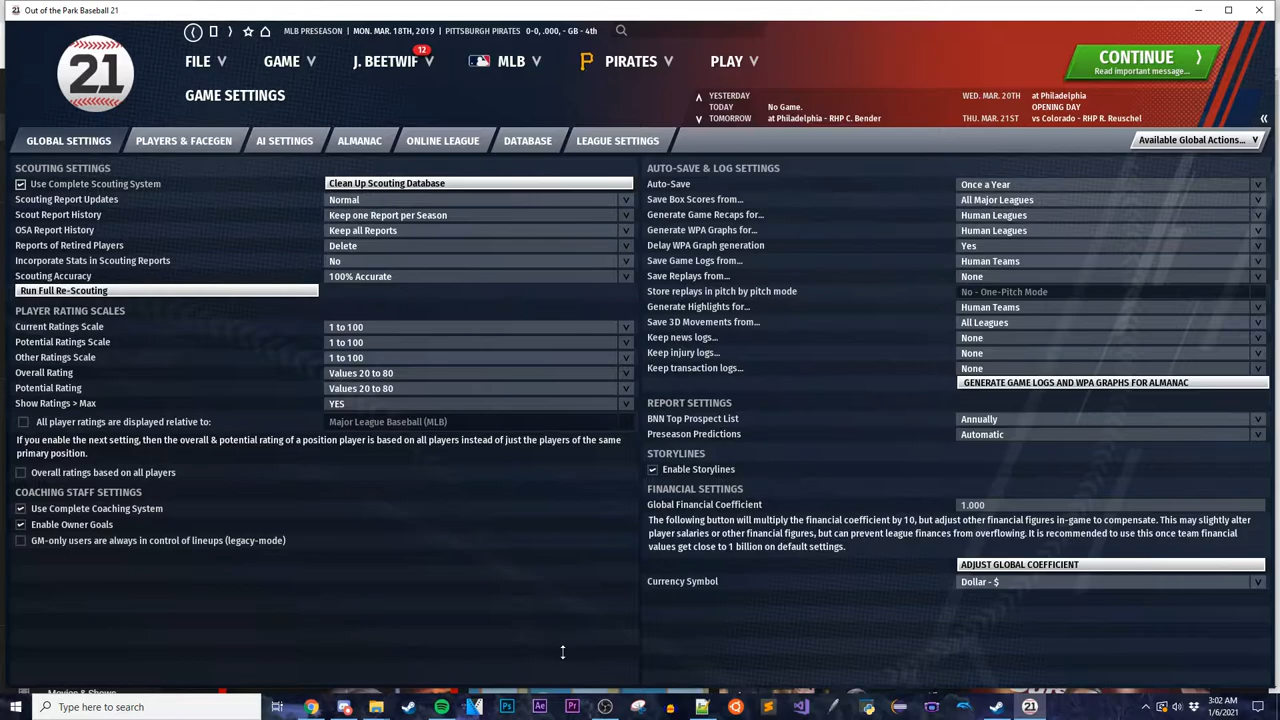 21 Out of the Park Baseball 21
MLB PRESEASON | MON. MAR. 18TH, 2019 | PITTSBURGH PIRATES 0-0, .000, - GB - 4th
21
FILE GAME J. BEETWIF 12 MLB P PIRATES PLAY
CONTINUE
Read important message...
GAME SETTINGS
YESTERDAY
TODAY No Game.
TOMORROW at Philadelphia - RHP C. Bender
WED. MAR. 20TH at Philadelphia
OPENING DAY
THU. MAR. 21ST vs Colorado - RHP R. Reuschel
GLOBAL SETTINGS PLAYERS & FACEGEN AI SETTINGS ALMANAC ONLINE LEAGUE DATABASE LEAGUE SETTINGS Available Global Actions...
SCOUTING SETTINGS
Use Complete Scouting System Clean Up Scouting Database
Scouting Report Updates Normal
Scout Report History Keep one Report per Season
OSA Report History Keep all Reports
Reports of Retired Players Delete
Incorporate Stats in Scouting Reports No
Scouting Accuracy 100% Accurate
Run Full Re-Scouting
PLAYER RATING SCALES
Current Ratings Scale 1 to 100
Potential Ratings Scale 1 to 100
Other Ratings Scale 1 to 100
Overall Rating Values 20 to 80
Potential Rating Values 20 to 80
Show Ratings > Max YES
All player ratings are displayed relative to: Major League Baseball (MLB)
If you enable the next setting, then the overall & potential rating of a position player is based on all players instead of just the players of the same
primary position.
Overall ratings based on all players
COACHING STAFF SETTINGS
Use Complete Coaching System
Enable Owner Goals
GM-only users are always in control of lineups (legacy-mode)
AUTO-SAVE & LOG SETTINGS
Auto-Save Once a Year
Save Box Scores from... All Major Leagues
Generate Game Recaps for... Human Leagues
Generate WPA Graphs for... Human Leagues
Delay WPA Graph generation Yes
Save Game Logs from... Human Teams
Save Replays from... None
Store replays in pitch by pitch mode No - One-Pitch Mode
Generate Highlights for... Human Teams
Save 3D Movements from... All Leagues
Keep news logs... None
Keep injury logs... None
Keep transaction logs... None
GENERATE GAME LOGS AND WPA GRAPHS FOR ALMANAC
REPORT SETTINGS
BNN Top Prospect List Annually
Preseason Predictions Automatic
STORYLINES
Enable Storylines
FINANCIAL SETTINGS
Global Financial Coefficient 1.000
The following button will multiply the financial coefficient by 10, but adjust other financial figures in-game to compensate. This may slightly alter
player salaries or other financial figures, but can prevent league finances from overflowing. It is recommended to use this once team financial
values get close to 1 billion on default settings.
ADJUST GLOBAL COEFFICIENT
Currency Symbol Dollar - $
Type here to search
Ps Ae Pr
21
3:02 AM
1/6/2021